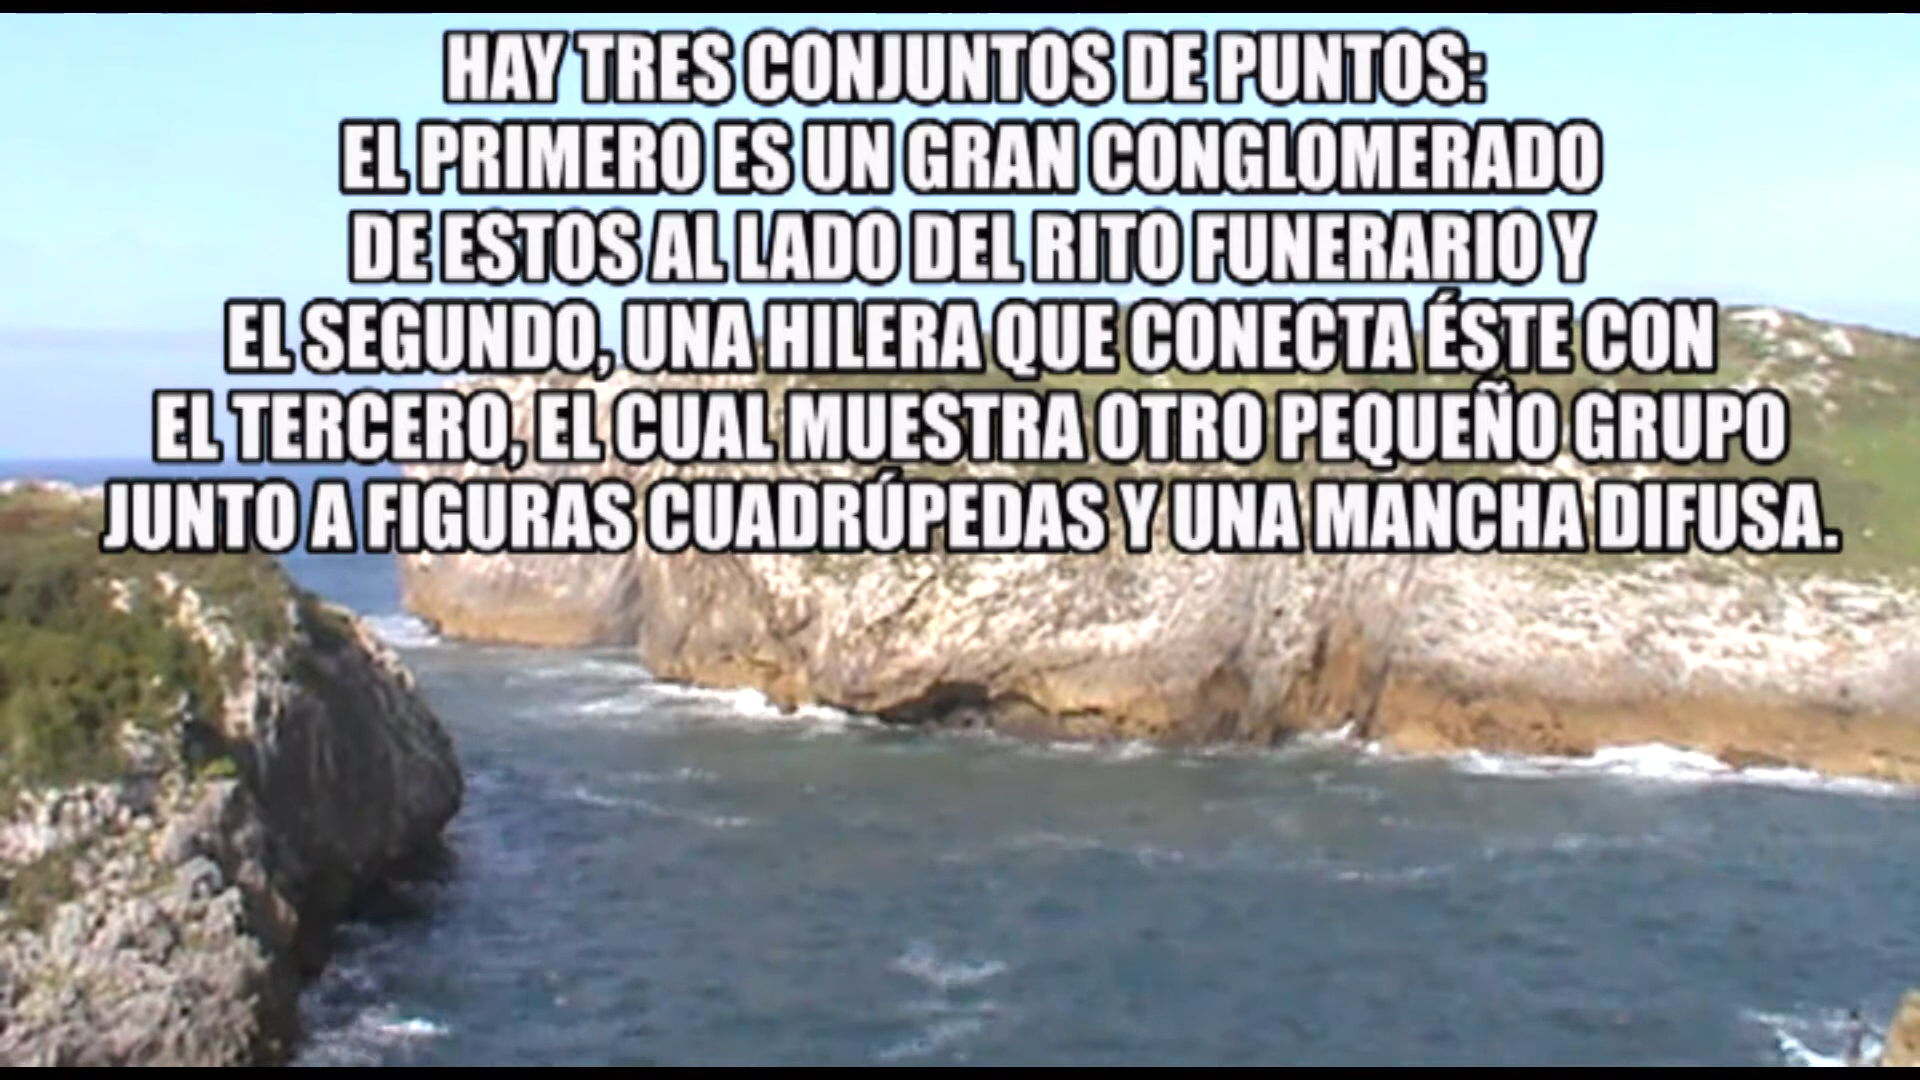 HAY TRES CONJUNTOS DE PUNTOS:
EL PRIMERO ES UN GRAN CONGLOMERADO
DE ESTOS AL LADO DEL RITO FUNERARIO Y
EL SEGUNDO, UNA HILERA QUE CONECTA ÉSTE CON
EL TERCERO, EL CUAL MUESTRA OTRO PEQUEÑO GRUPO
JUNTO A FIGURAS CUADRÚPEDAS Y UNA MANCHA DIFUSA.